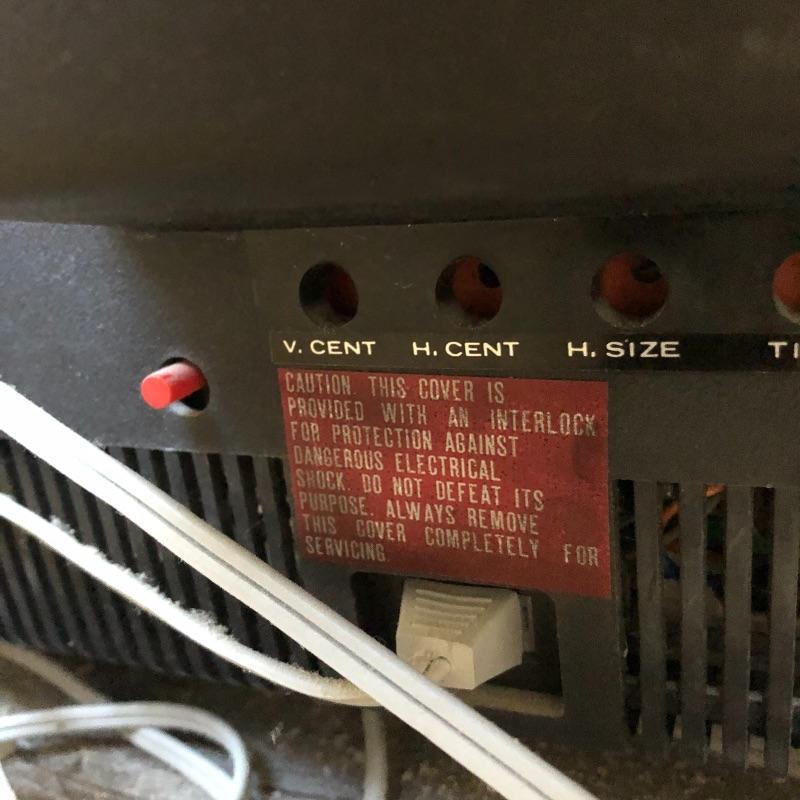 V. CENT H. CENT H. SIZE TI
CAUTION. THIS COVER IS
PROVIDED WITH AN INTERLOCK
FOR PROTECTION AGAINST
DANGEROUS ELECTRICAL
SHOCK. DO NOT DEFEAT ITS
PURPOSE. ALWAYS REMOVE
THIS COVER COMPLETELY FOR
SERVICING.